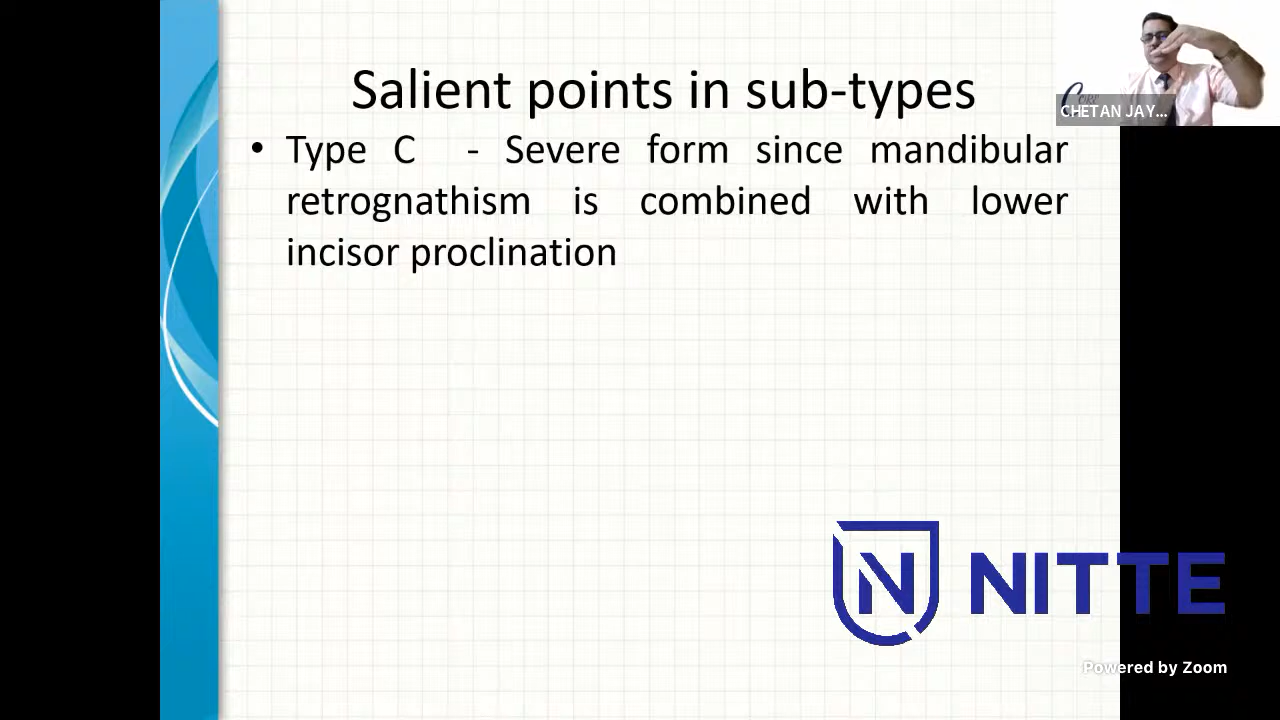 Salient points in sub-types
CHETAN JAY...
• Type C - Severe form since mandibular
retrognathism is combined with lower
incisor proclination
N NITTE
Powered by Zoom